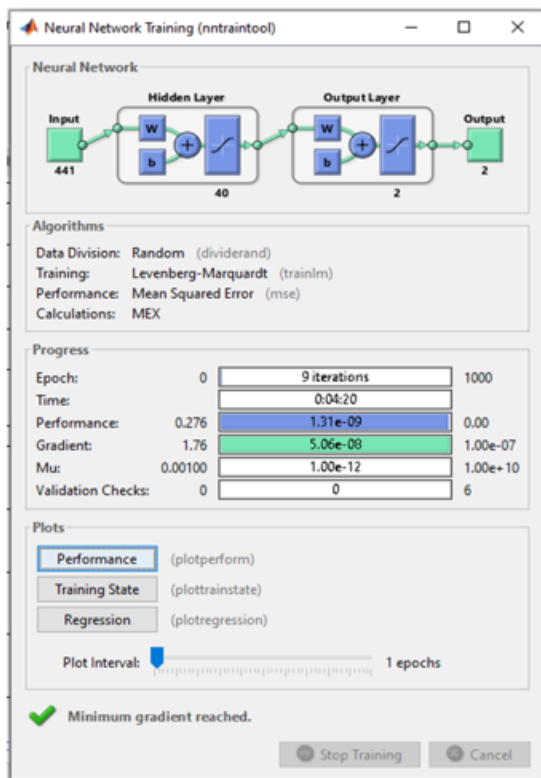 Neural Network Training (nntraintool)
Neural Network
Hidden Layer
Output Layer
Input
Output
W
b
+
W
b
+
441
40
2
2
Algorithms
Data Division: Random (dividerand)
Training: Levenberg-Marquardt (trainlm)
Performance: Mean Squared Error (mse)
Calculations: MEX
Progress
Epoch: 0 9 iterations 1000
Time: 0:04:20
Performance: 0.276 1.31e-09 0.00
Gradient: 1.76 5.06e-08 1.00e-07
Mu: 0.00100 1.00e-12 1.00e+10
Validation Checks: 0 0 6
Plots
Performance (plotperform)
Training State (plottrainstate)
Regression (plotregression)
Plot Interval: 1 epochs
Minimum gradient reached.
Stop Training Cancel